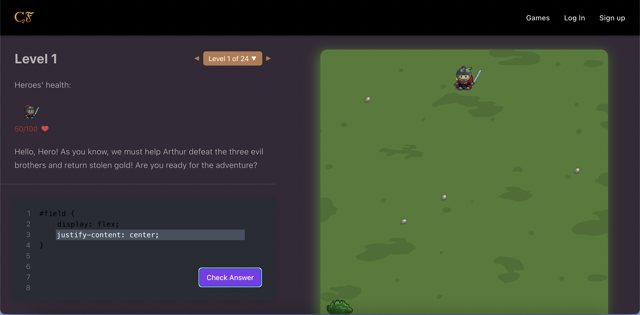 CF
Games Log In Sign up
Level 1
◀ Level 1 of 24 ▼ ▶
Heroes' health:
50/100
Hello, Hero! As you know, we must help Arthur defeat the three evil
brothers and return stolen gold! Are you ready for the adventure?
1 #field {
2 display: flex;
3 justify-content: center;
4 }
5
6
7
8
Check Answer